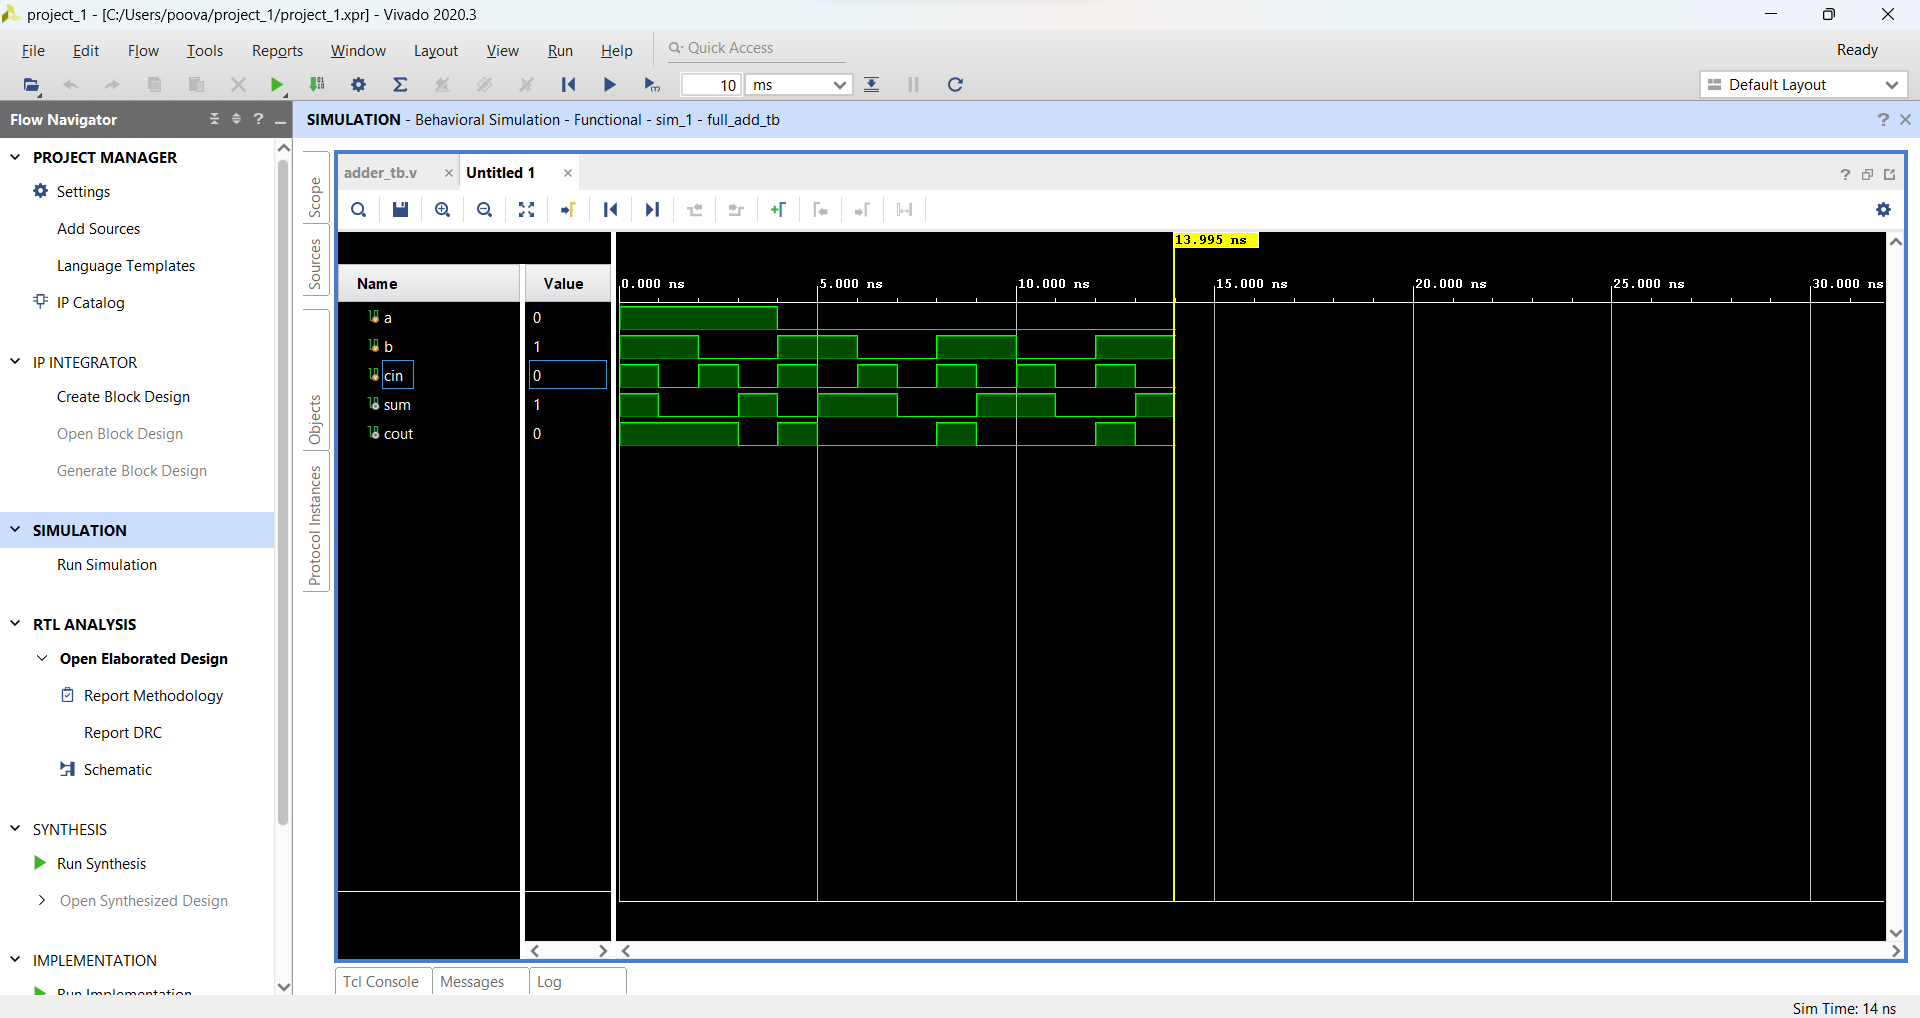 project_1 - [C:/Users/poova/project_1/project_1.xpr] - Vivado 2020.3
File Edit Flow Tools Reports Window Layout View Run Help
Quick Access
Ready
10 ms
Default Layout
Flow Navigator
SIMULATION - Behavioral Simulation - Functional - sim_1 - full_add_tb
PROJECT MANAGER
Settings
Add Sources
Language Templates
IP Catalog
IP INTEGRATOR
Create Block Design
Open Block Design
Generate Block Design
SIMULATION
Run Simulation
RTL ANALYSIS
Open Elaborated Design
Report Methodology
Report DRC
Schematic
SYNTHESIS
Run Synthesis
Open Synthesized Design
IMPLEMENTATION
Run Implementation
Scope
Sources
Objects
Protocol Instances
adder_tb.v
Untitled 1
13.995 ns
Name Value
0.000 ns 5.000 ns 10.000 ns 15.000 ns 20.000 ns 25.000 ns 30.000 ns
a 0
b 1
cin 0
sum 1
cout 0
Tcl Console Messages Log
Sim Time: 14 ns